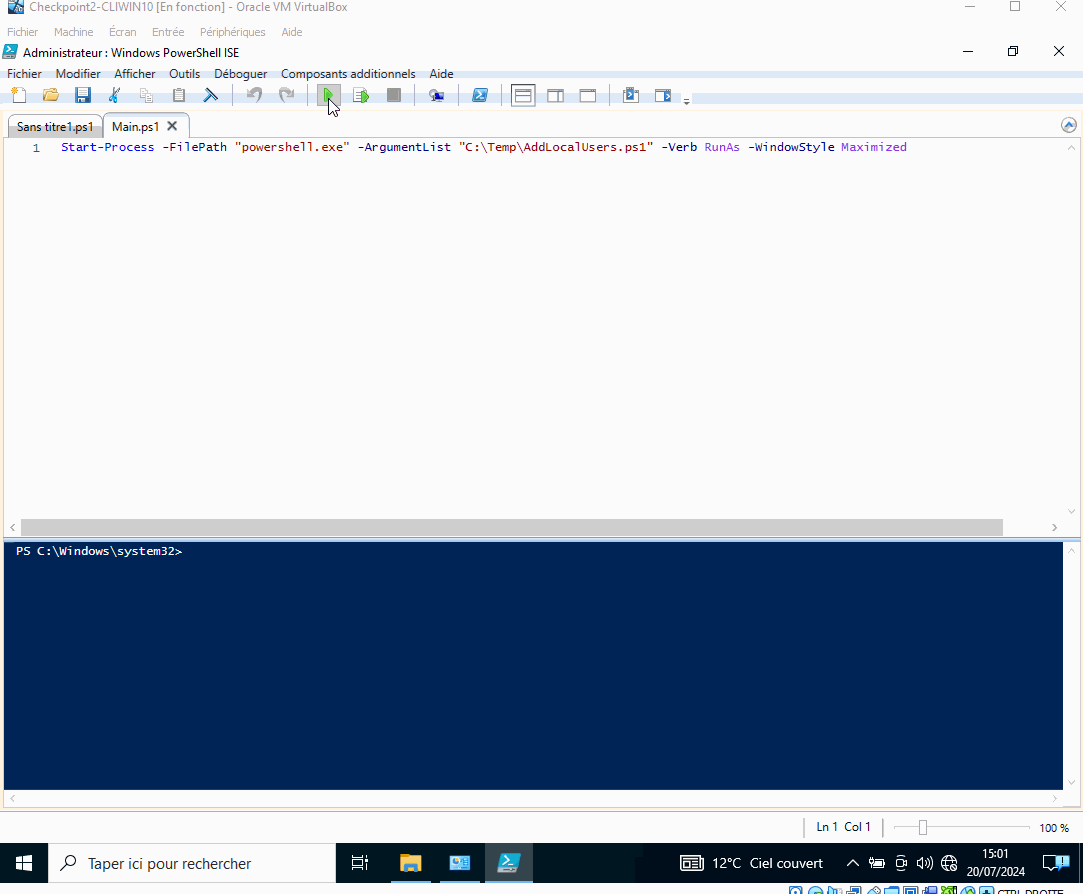 Checkpoint2-CLIWIN10 [En fonction] - Oracle VM VirtualBox
Fichier Machine Écran Entrée Périphériques Aide
Administrateur : Windows PowerShell ISE
Fichier Modifier Afficher Outils Déboguer Composants additionnels Aide
Sans titre1.ps1 Main.ps1
1 Start-Process -FilePath "powershell.exe" -ArgumentList "C:\Temp\AddLocalUsers.ps1" -Verb RunAs -WindowStyle Maximized
PS C:\Windows\system32>
Ln 1 Col 1 100 %
Taper ici pour rechercher
12°C Ciel couvert
15:01
20/07/2024
CTRL DROITE